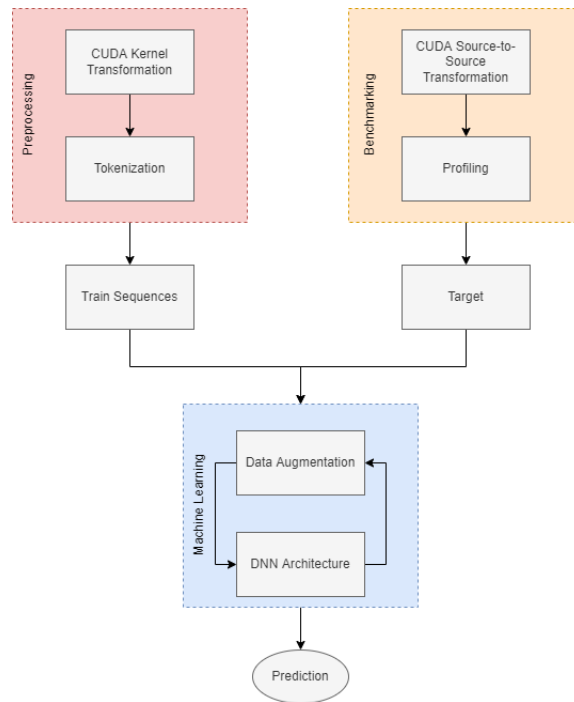 Preprocessing
CUDA Kernel
Transformation
Tokenization
Benchmarking
CUDA Source-to-
Source
Transformation
Profiling
Train Sequences
Target
Machine Learning
Data Augmentation
DNN Architecture
Prediction